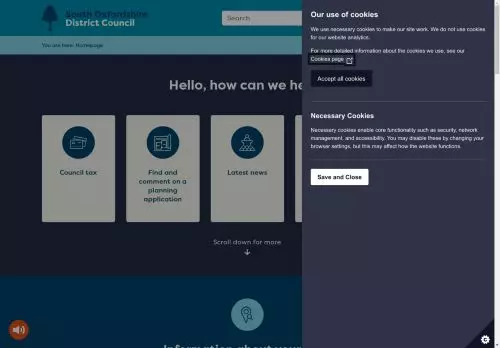 South Oxfordshire
District Council
Search
You are here: Homepage
Hello, how can we he
Council tax
Find and
comment on a
planning
application
Latest news
Scroll down for more
Our use of cookies
We use necessary cookies to make our site work. We do not use cookies
for our website analytics.
For more detailed information about the cookies we use, see our
Cookies page
Accept all cookies
Necessary Cookies
Necessary cookies enable core functionality such as security, network
management, and accessibility. You may disable these by changing your
browser settings, but this may affect how the website functions.
Save and Close
Information about your